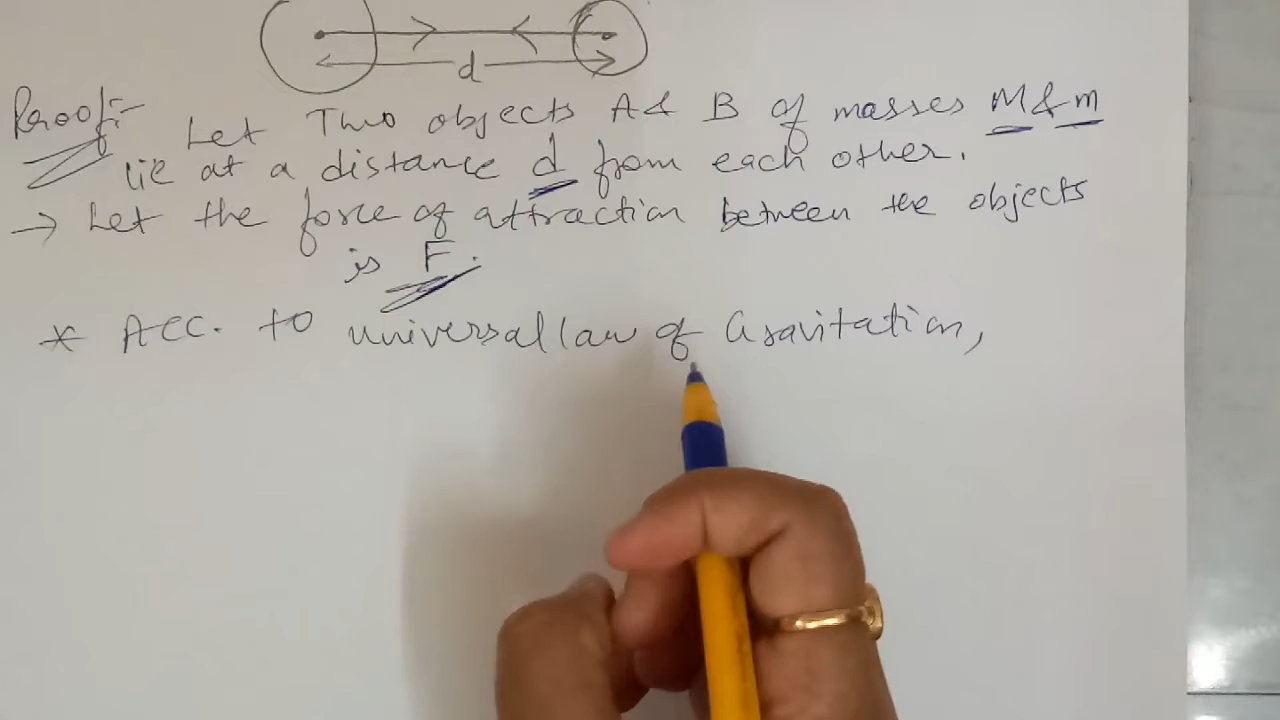 d
Proof:-
Let Two objects A & B of masses M & m
lie at a distance d from each other.
→ Let the force of attraction between the objects
is F.
* Acc. to universal law of Gravitation,